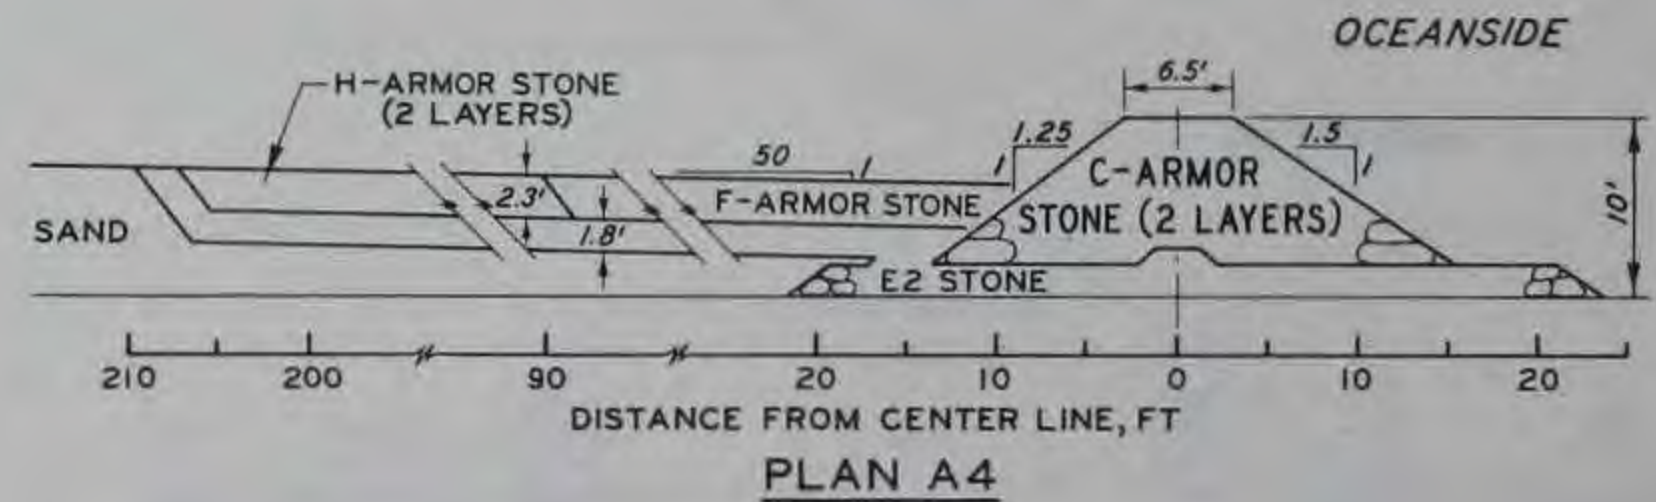 OCEANSIDE
6.5'
H-ARMOR STONE
(2 LAYERS)
1.25
1
1.5
1
50
1
C-ARMOR
STONE (2 LAYERS)
2.3'
F-ARMOR STONE
10'
SAND
1.8'
E2 STONE
210
200
90
20
10
0
10
20
DISTANCE FROM CENTER LINE, FT
PLAN A4